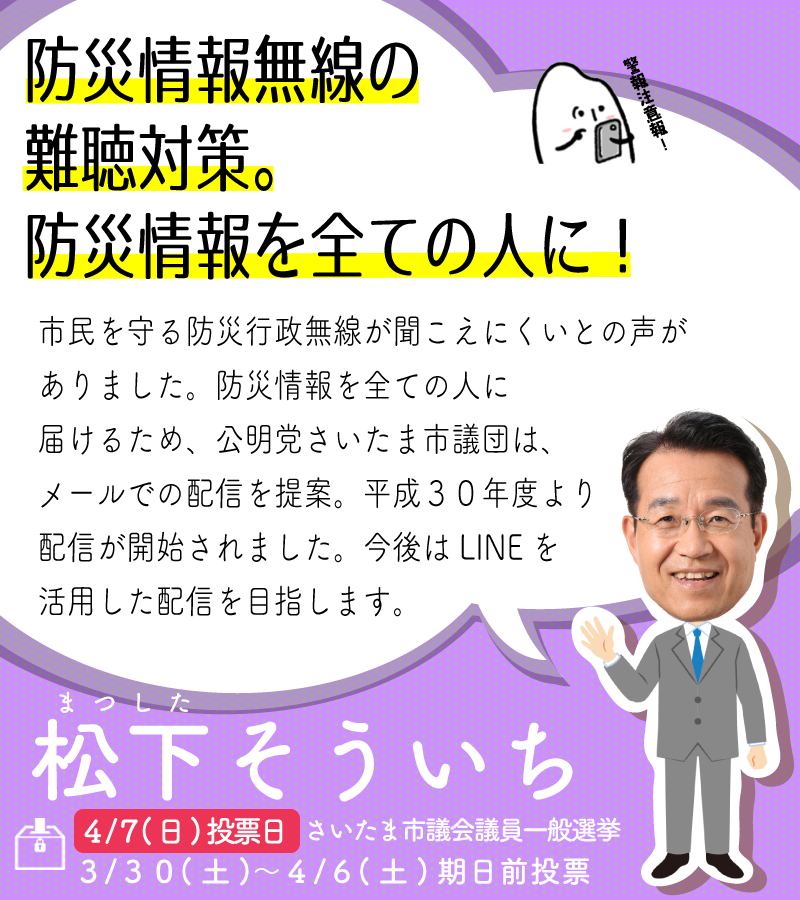 防災情報無線の
難聴対策。
防災情報を全ての人に！
警報注意報！
市民を守る防災行政無線が聞こえにくいとの声が
ありました。防災情報を全ての人に
届けるため、公明党さいたま市議団は、
メールでの配信を提案。平成３０年度より
配信が開始されました。今後は LINE を
活用した配信を目指します。
まつした
松下そういち
4/7(日)投票日 さいたま市議会議員一般選挙
３/３０(土)〜４/６(土)期日前投票